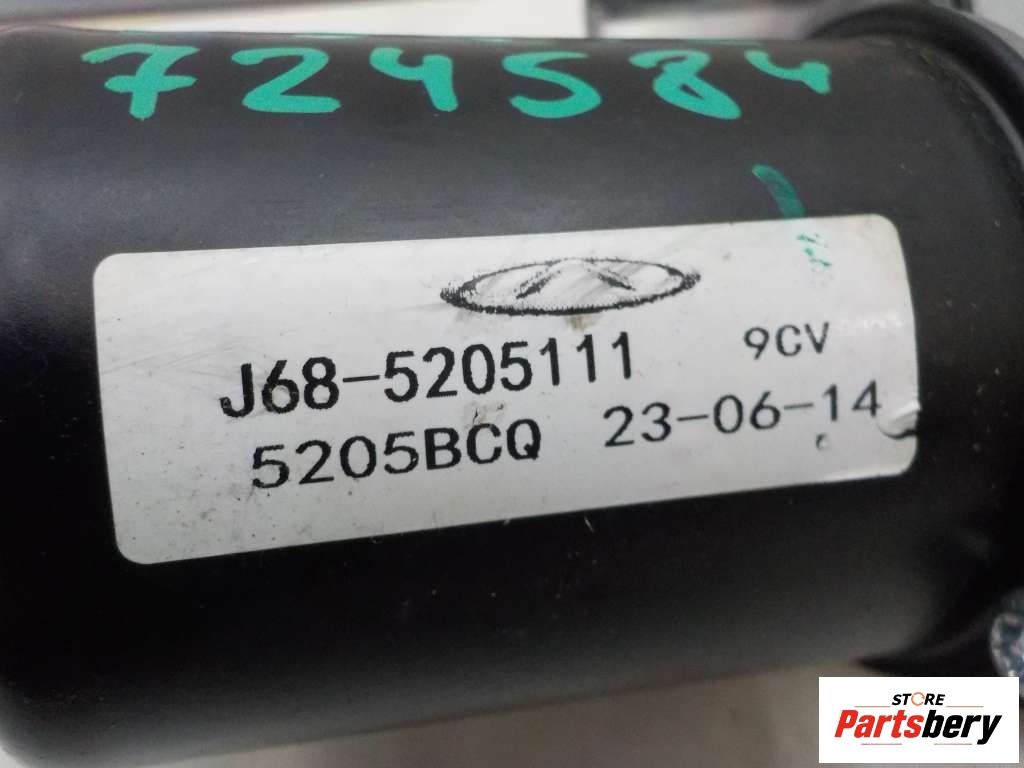 724584
J68-5205111 9CV
5205BCQ 23-06-14
STORE
Partsbery